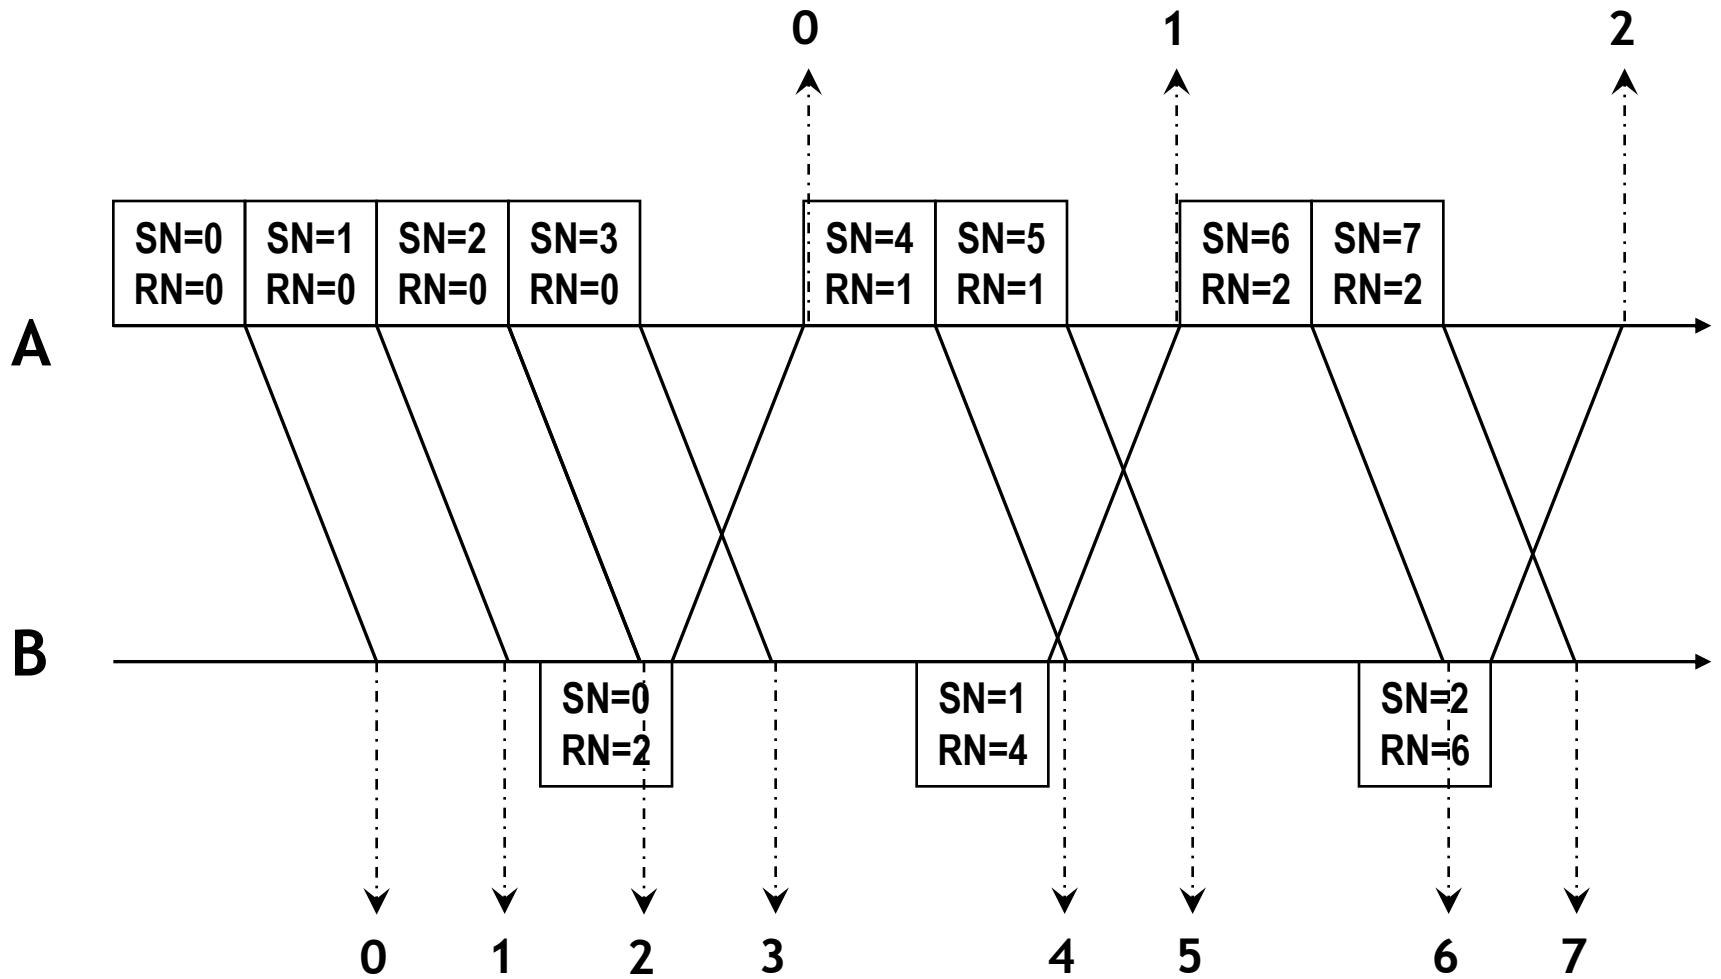 0 1 2
SN=0 SN=1 SN=2 SN=3 SN=4 SN=5 SN=6 SN=7
RN=0 RN=0 RN=0 RN=0 RN=1 RN=1 RN=2 RN=2
A
B
SN=0 SN=1 SN=2
RN=2 RN=4 RN=6
0 1 2 3 4 5 6 7